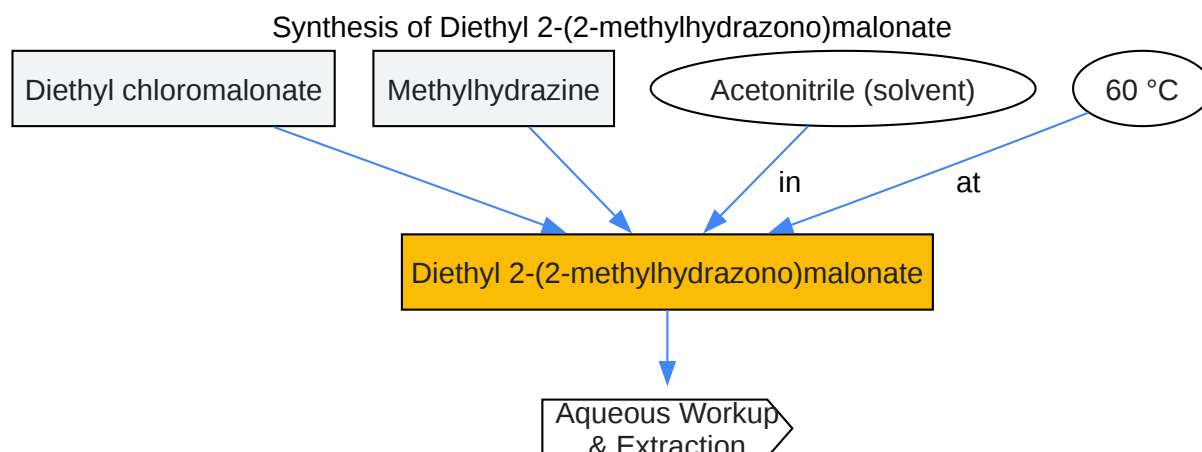 Synthesis of Diethyl 2-(2-methylhydrazono)malonate
Diethyl chloromalonate
Methylhydrazine
Acetonitrile (solvent)
60 °C
in
at
Diethyl 2-(2-methylhydrazono)malonate
Aqueous Workup
& Extraction